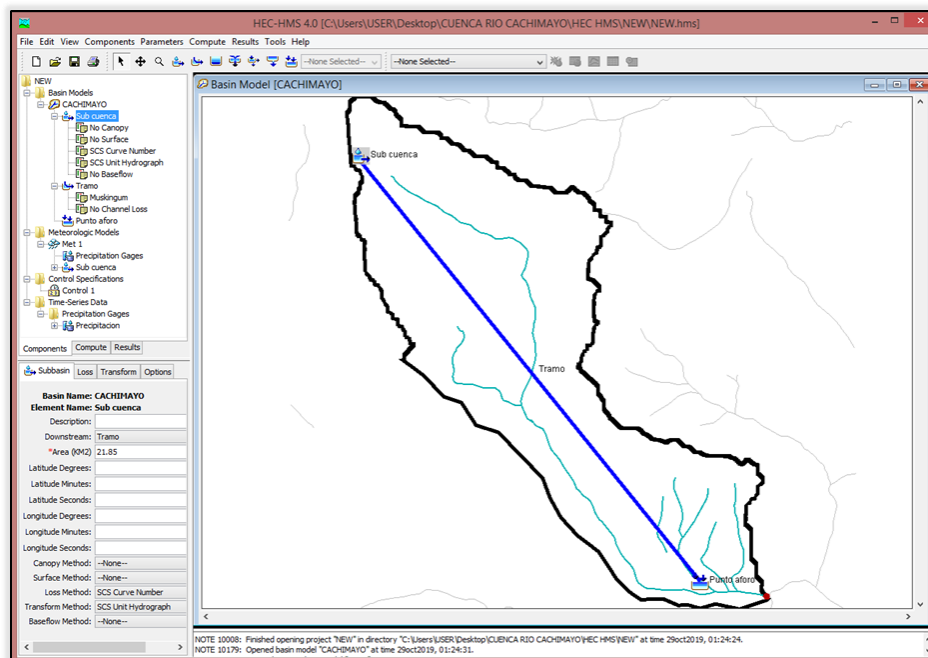 HEC-HMS 4.0 [C:\Users\USER\Desktop\CUENCA RIO CACHIMAYO\HEC HMS\NEW\NEW.hms]
File Edit View Components Parameters Compute Results Tools Help
--None Selected-- --None Selected--
NEW
Basin Models
CACHIMAYO
Sub cuenca
No Canopy
No Surface
SCS Curve Number
SCS Unit Hydrograph
No Baseflow
Tramo
Muskingum
No Channel Loss
Punto aforo
Meteorologic Models
Met 1
Precipitation Gages
Sub cuenca
Control Specifications
Control 1
Time-Series Data
Precipitation Gages
Precipitacion
Components Compute Results
Subbasin Loss Transform Options
Basin Name: CACHIMAYO
Element Name: Sub cuenca
Description:
Downstream: Tramo
*Area (KM2) 21.85
Latitude Degrees:
Latitude Minutes:
Latitude Seconds:
Longitude Degrees:
Longitude Minutes:
Longitude Seconds:
Canopy Method: --None--
Surface Method: --None--
Loss Method: SCS Curve Number
Transform Method: SCS Unit Hydrograph
Baseflow Method: --None--
Basin Model [CACHIMAYO]
Sub cuenca
Tramo
Punto aforo
NOTE 10008: Finished opening project "NEW" in directory "C:\Users\USER\Desktop\CUENCA RIO CACHIMAYO\HEC HMS\NEW" at time 29oct2019, 01:24:24.
NOTE 10179: Opened basin model "CACHIMAYO" at time 29oct2019, 01:24:31.